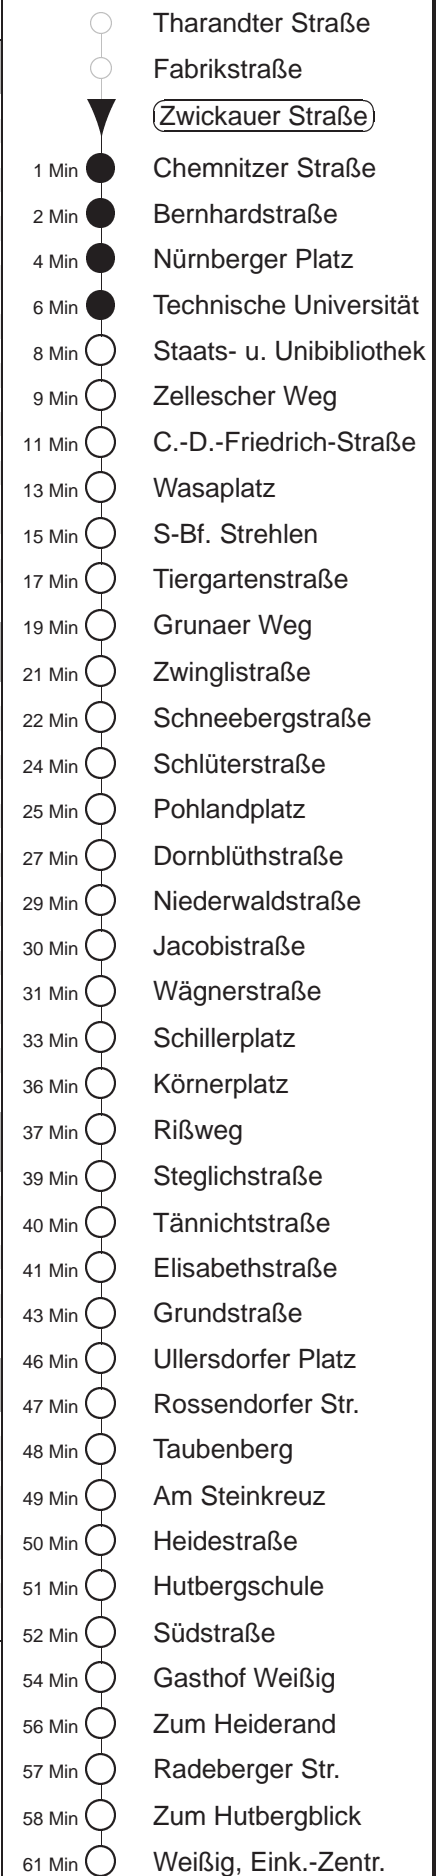 Tharandter Straße
Fabrikstraße
Zwickauer Straße
1 Min Chemnitzer Straße
2 Min Bernhardstraße
4 Min Nürnberger Platz
6 Min Technische Universität
8 Min Staats- u. Unibibliothek
9 Min Zellescher Weg
11 Min C.-D.-Friedrich-Straße
13 Min Wasaplatz
15 Min S-Bf. Strehlen
17 Min Tiergartenstraße
19 Min Grunaer Weg
21 Min Zwinglistraße
22 Min Schneebergstraße
24 Min Schlüterstraße
25 Min Pohlandplatz
27 Min Dornblüthstraße
29 Min Niederwaldstraße
30 Min Jacobistraße
31 Min Wägnerstraße
33 Min Schillerplatz
36 Min Körnerplatz
37 Min Rißweg
39 Min Steglichstraße
40 Min Tännichtstraße
41 Min Elisabethstraße
43 Min Grundstraße
46 Min Ullersdorfer Platz
47 Min Rossendorfer Str.
48 Min Taubenberg
49 Min Am Steinkreuz
50 Min Heidestraße
51 Min Hutbergschule
52 Min Südstraße
54 Min Gasthof Weißig
56 Min Zum Heiderand
57 Min Radeberger Str.
58 Min Zum Hutbergblick
61 Min Weißig, Eink.-Zentr.